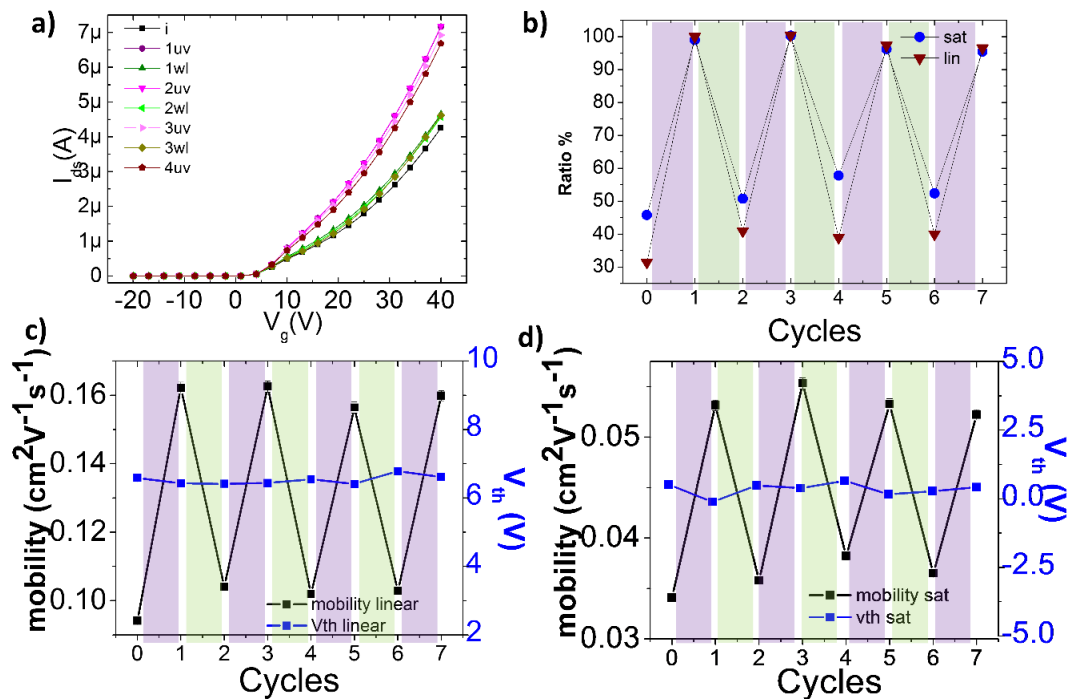 a)
i
1uv
1wl
2uv
2wl
3uv
3wl
4uv
7μ
6μ
5μ
4μ
3μ
2μ
1μ
0
I_ds(A)
-20 -10 0 10 20 30 40
V_g(V)
b)
sat
lin
100
90
80
70
60
50
40
30
Ratio %
0 1 2 3 4 5 6 7
Cycles
c)
0.16
0.14
0.12
0.10
mobility (cm²V⁻¹s⁻¹)
10
8
6
4
2
V_th (V)
mobility linear
Vth linear
0 1 2 3 4 5 6 7
Cycles
d)
0.05
0.04
0.03
mobility (cm²V⁻¹s⁻¹)
5.0
2.5
0.0
-2.5
-5.0
V_th (V)
mobility sat
vth sat
0 1 2 3 4 5 6 7
Cycles